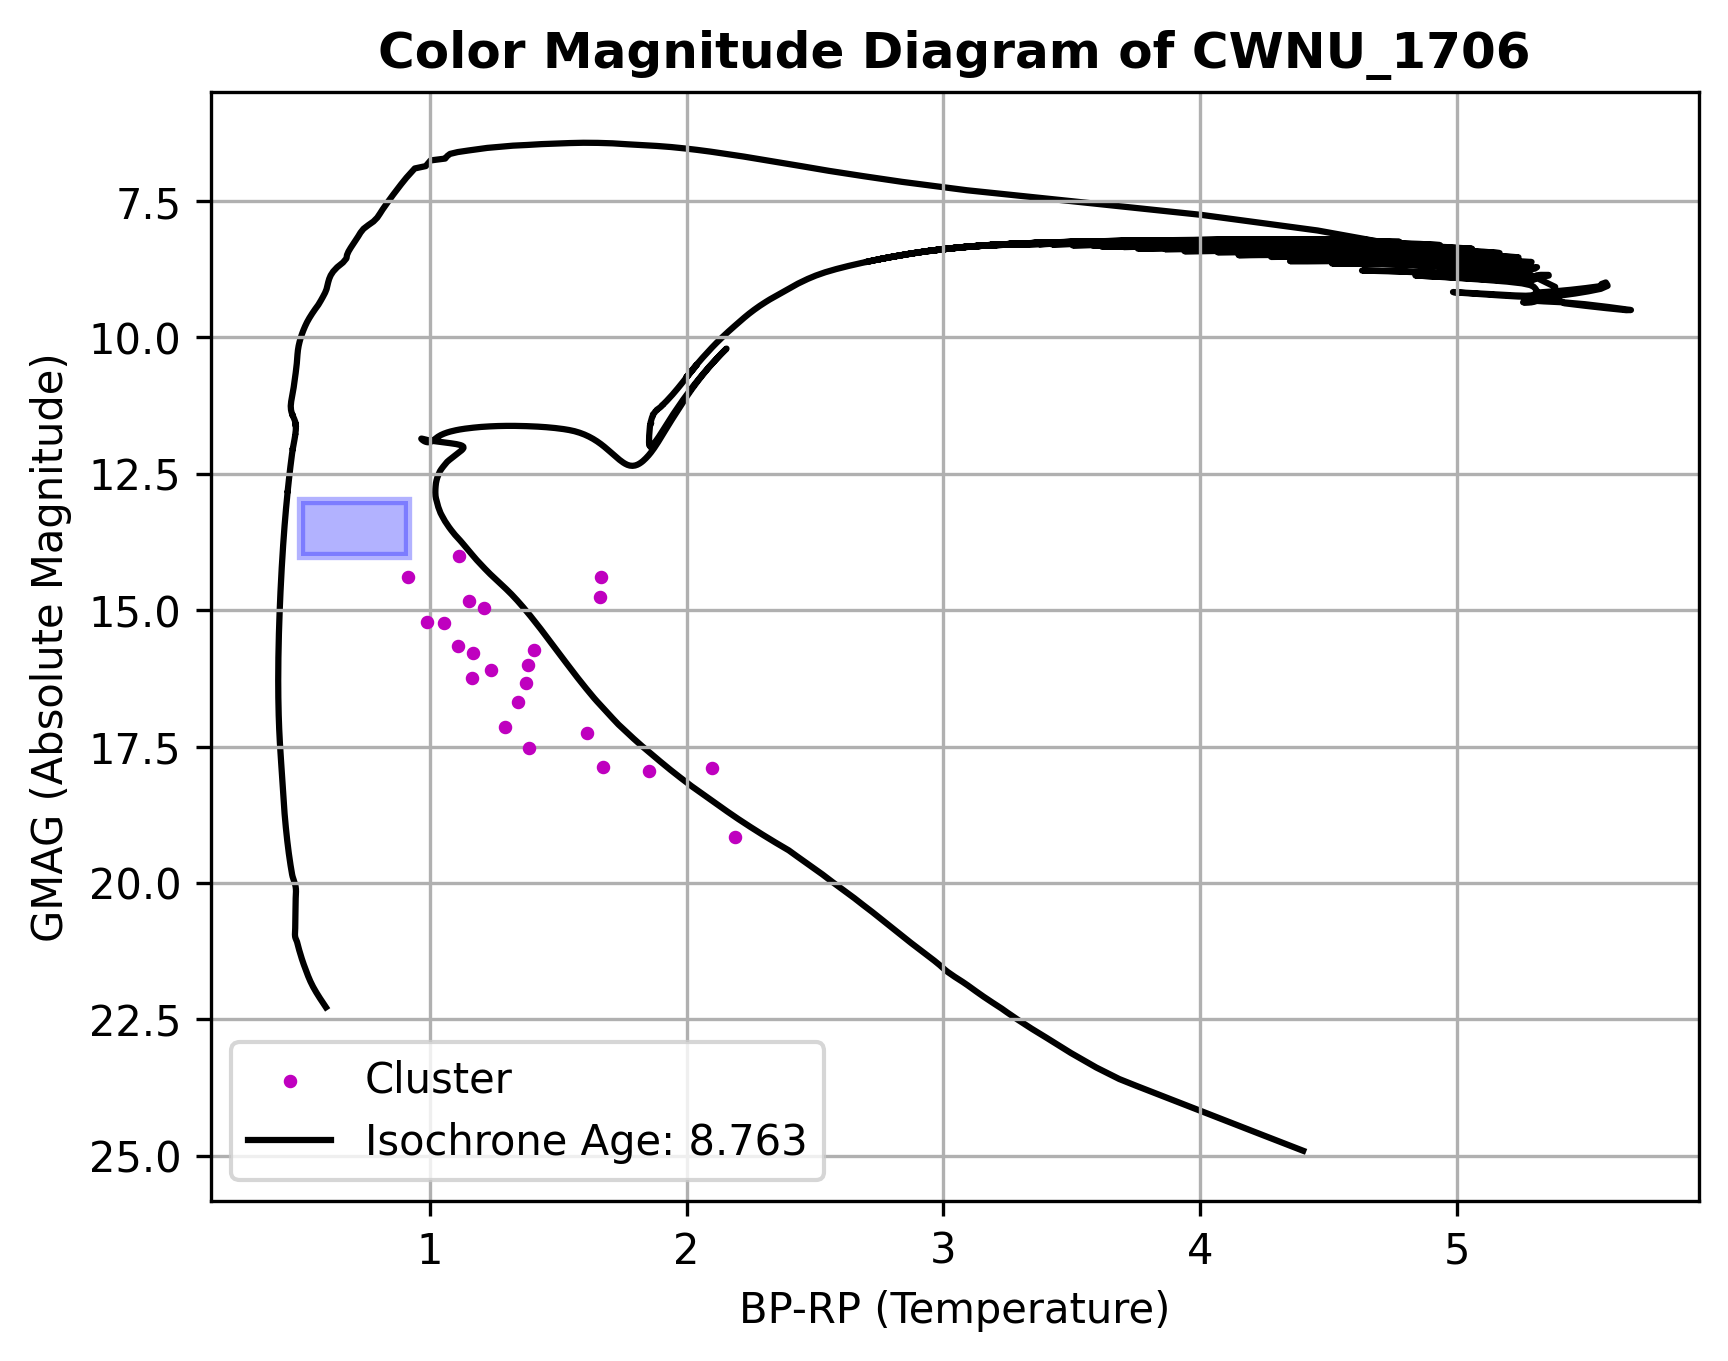 Color Magnitude Diagram of CWNU_1706
GMAG (Absolute Magnitude)
7.5
10.0
12.5
15.0
17.5
20.0
22.5
25.0
Cluster
Isochrone Age: 8.763
1 2 3 4 5
BP-RP (Temperature)